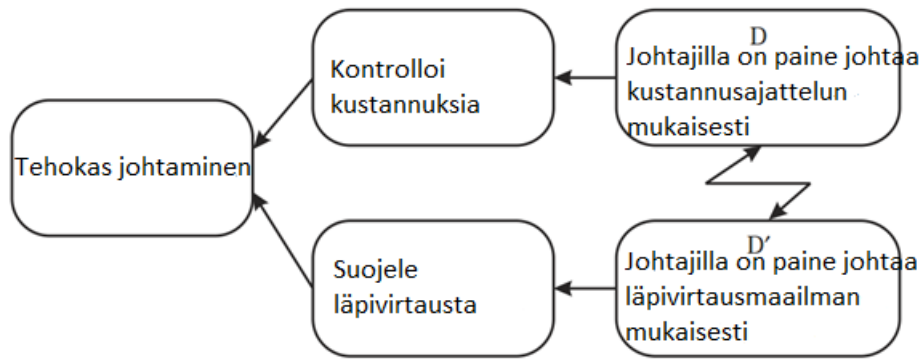 Tehokas johtaminen
Kontrolloi
kustannuksia
D
Johtajilla on paine johtaa
kustannusajattelun
mukaisesti
Suojele
läpivirtausta
D′
Johtajilla on paine johtaa
läpivirtausmaailman
mukaisesti